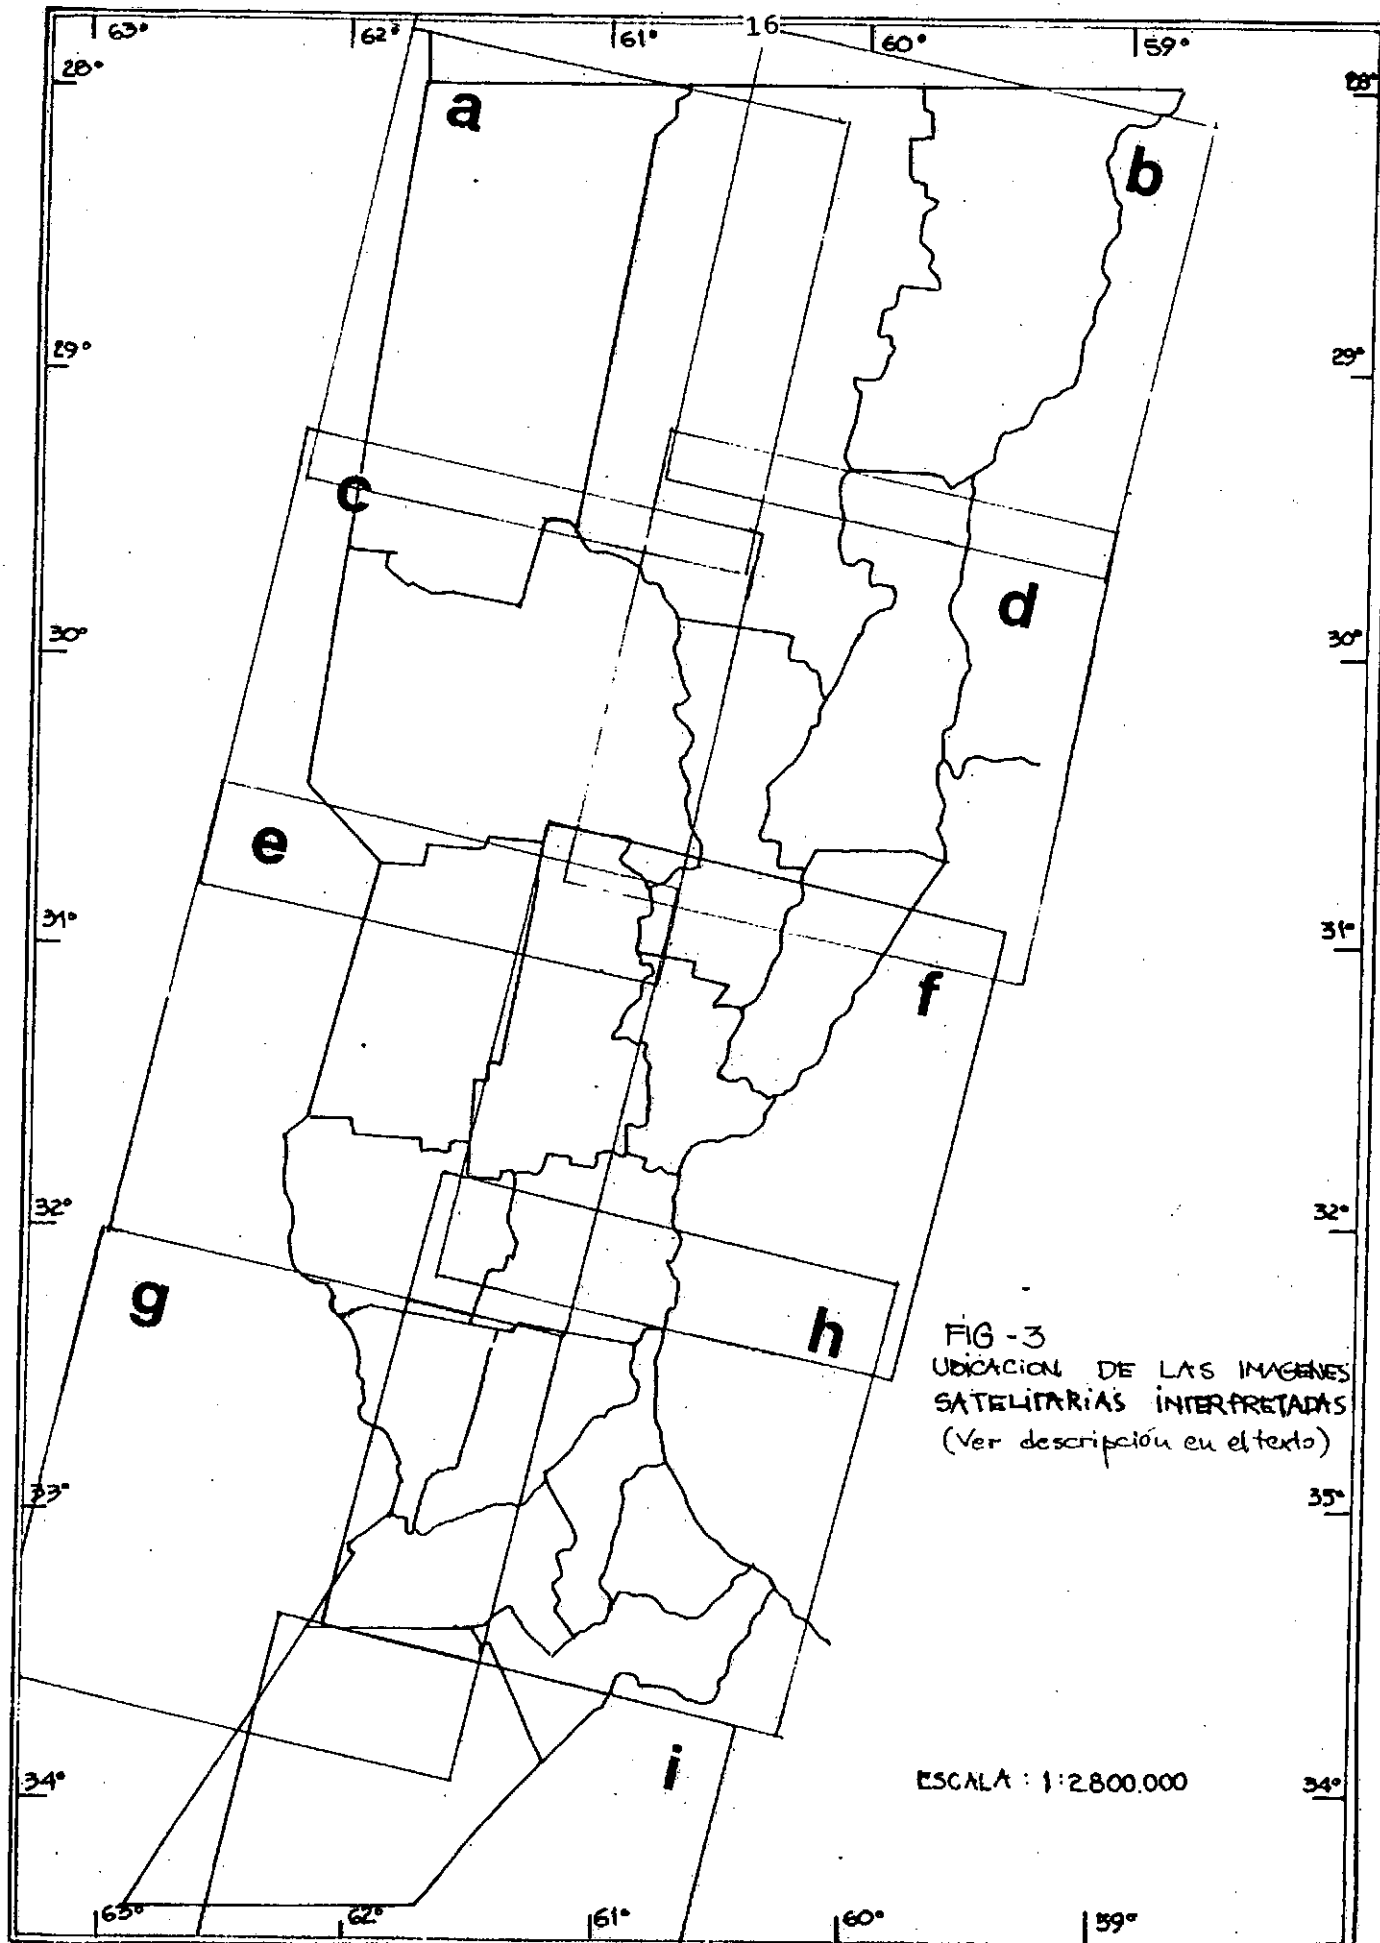 16
63° 62° 61° 60° 59°
28° 28°
a
b
29° 29°
c
d
30° 30°
e
31° 31°
f
32° 32°
g
h
FIG-3
UBICACION DE LAS IMAGENES
SATELITARIAS INTERPRETADAS
(Ver descripción en el texto)
33° 35°
i
ESCALA : 1:2800.000
34° 34°
63° 62° 61° 60° 59°